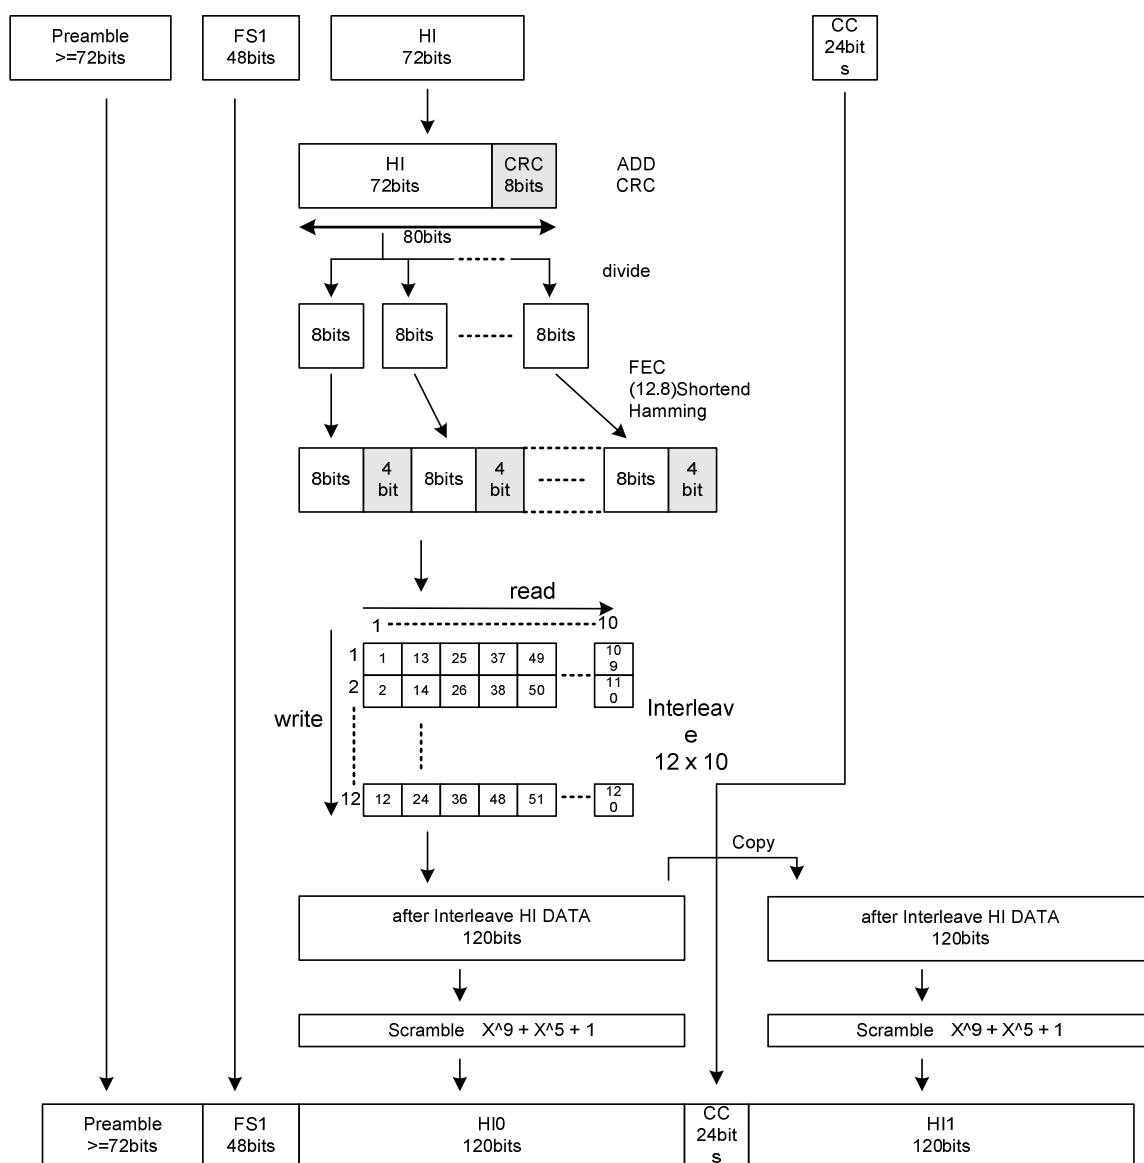 Preamble
>=72bits
FS1
48bits
HI
72bits
CC
24bit
s
HI
72bits
CRC
8bits
ADD
CRC
80bits
divide
8bits
8bits
8bits
FEC
(12.8)Shortend
Hamming
8bits
4
bit
8bits
4
bit
8bits
4
bit
read
1
10
1
1
13
25
37
49
10
9
2
2
14
26
38
50
11
0
write
Interleav
e
12 x 10
12
12
24
36
48
51
12
0
Copy
after Interleave HI DATA
120bits
after Interleave HI DATA
120bits
Scramble X^9 + X^5 + 1
Scramble X^9 + X^5 + 1
Preamble
>=72bits
FS1
48bits
HI0
120bits
CC
24bit
s
HI1
120bits